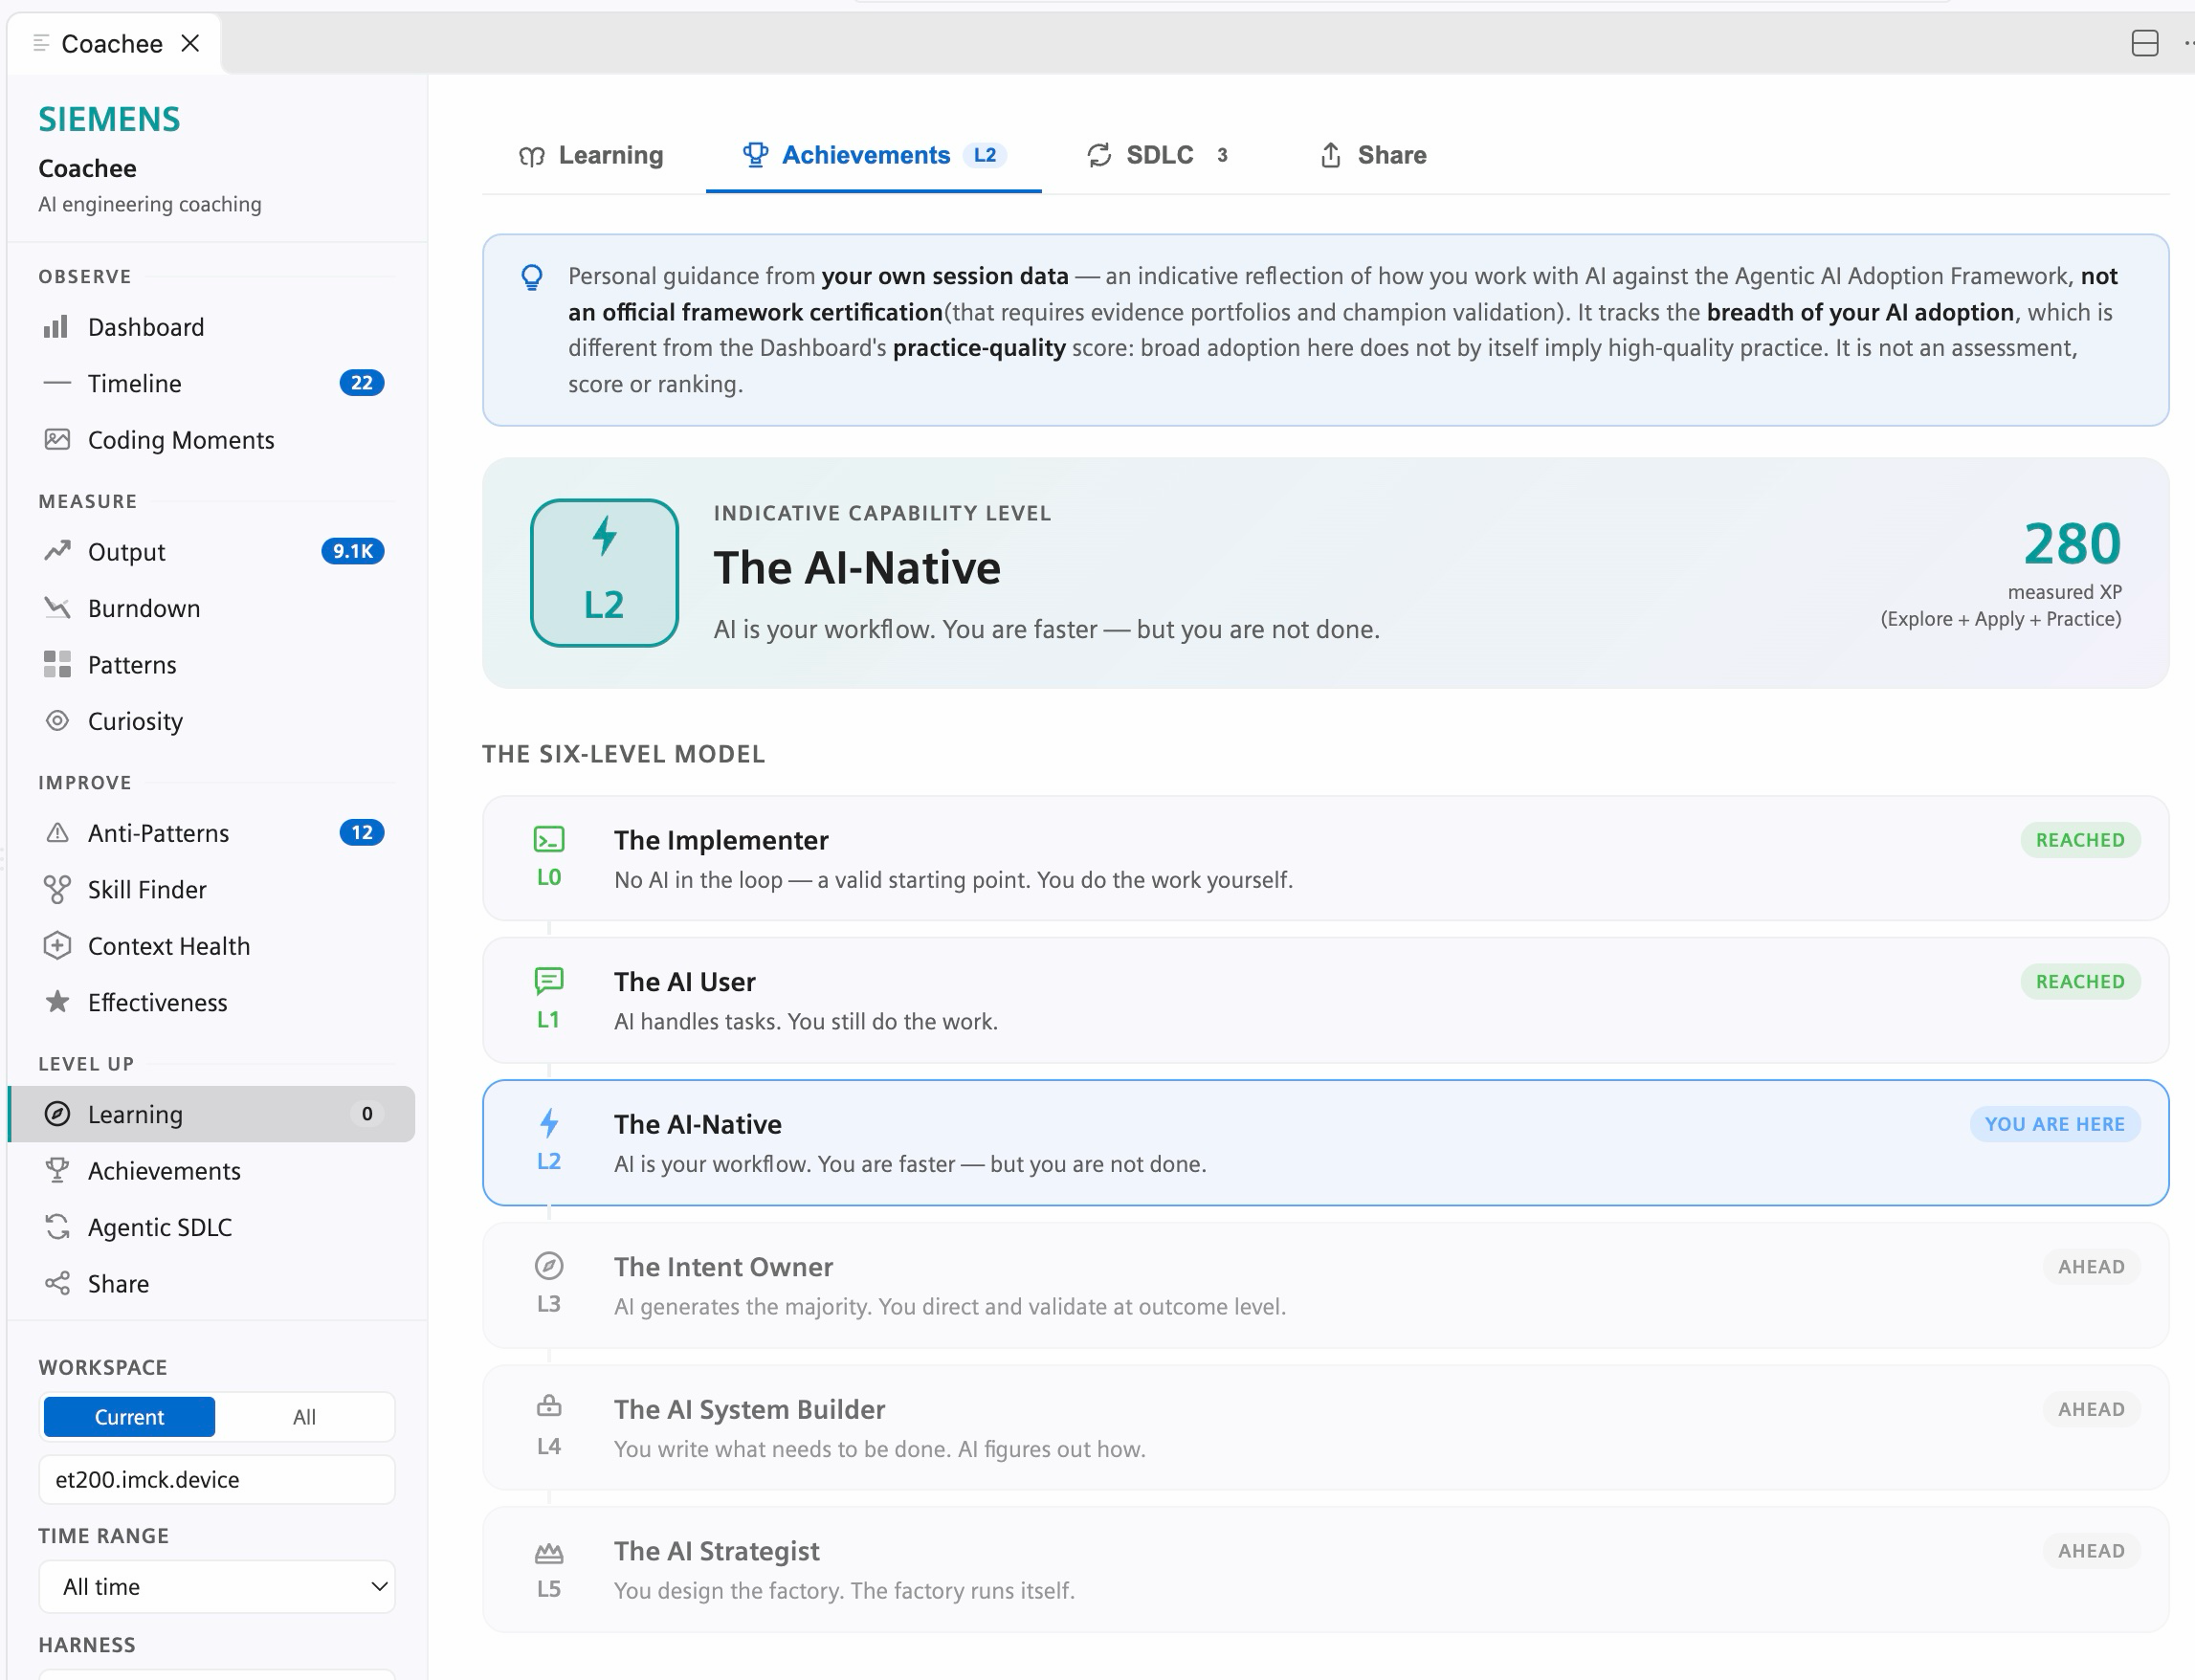 Coachee
SIEMENS
Coachee
AI engineering coaching
OBSERVE
Dashboard
Timeline 22
Coding Moments
MEASURE
Output 9.1K
Burndown
Patterns
Curiosity
IMPROVE
Anti-Patterns 12
Skill Finder
Context Health
Effectiveness
LEVEL UP
Learning 0
Achievements
Agentic SDLC
Share
WORKSPACE
Current All
et200.imck.device
TIME RANGE
All time
HARNESS
Learning Achievements L2 SDLC 3 Share
Personal guidance from your own session data — an indicative reflection of how you work with AI against the Agentic AI Adoption Framework, not
an official framework certification(that requires evidence portfolios and champion validation). It tracks the breadth of your AI adoption, which is
different from the Dashboard's practice-quality score: broad adoption here does not by itself imply high-quality practice. It is not an assessment,
score or ranking.
L2
INDICATIVE CAPABILITY LEVEL
The AI-Native
AI is your workflow. You are faster — but you are not done.
280
measured XP
(Explore + Apply + Practice)
THE SIX-LEVEL MODEL
The Implementer REACHED
L0 No AI in the loop — a valid starting point. You do the work yourself.
The AI User REACHED
L1 AI handles tasks. You still do the work.
The AI-Native YOU ARE HERE
L2 AI is your workflow. You are faster — but you are not done.
The Intent Owner AHEAD
L3 AI generates the majority. You direct and validate at outcome level.
The AI System Builder AHEAD
L4 You write what needs to be done. AI figures out how.
The AI Strategist AHEAD
L5 You design the factory. The factory runs itself.